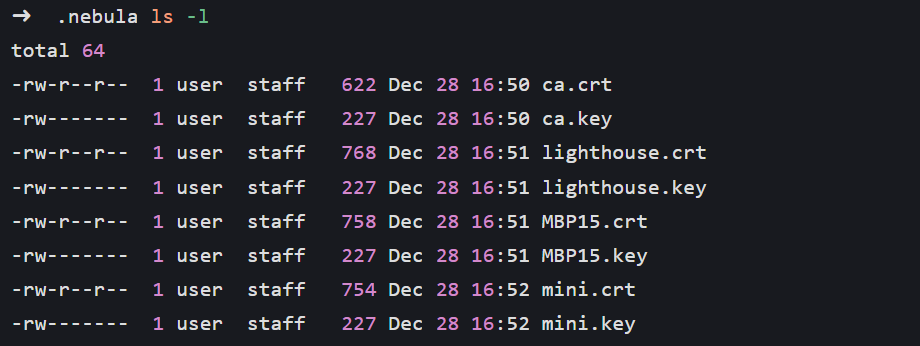 ➜  .nebula ls -l
total 64
-rw-r--r--  1 user  staff   622 Dec 28 16:50 ca.crt
-rw-------  1 user  staff   227 Dec 28 16:50 ca.key
-rw-r--r--  1 user  staff   768 Dec 28 16:51 lighthouse.crt
-rw-------  1 user  staff   227 Dec 28 16:51 lighthouse.key
-rw-r--r--  1 user  staff   758 Dec 28 16:51 MBP15.crt
-rw-------  1 user  staff   227 Dec 28 16:51 MBP15.key
-rw-r--r--  1 user  staff   754 Dec 28 16:52 mini.crt
-rw-------  1 user  staff   227 Dec 28 16:52 mini.key